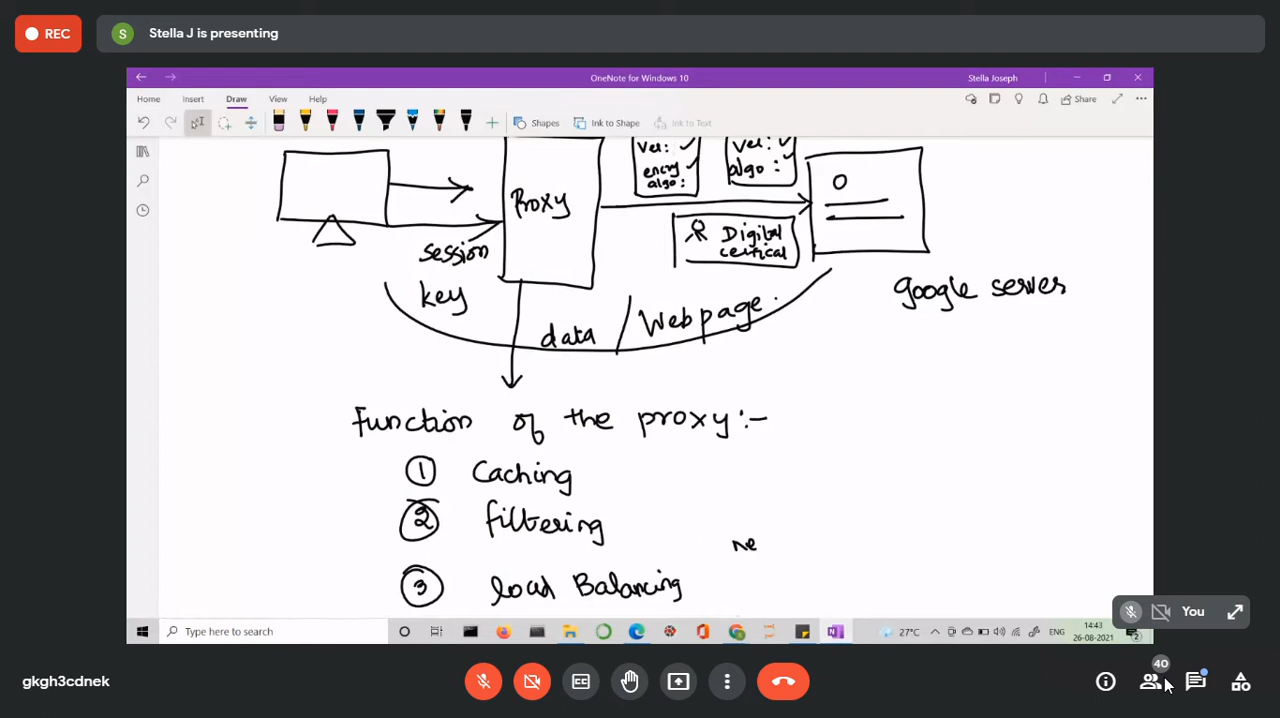 REC
S Stella J is presenting
OneNote for Windows 10
Stella Joseph
Home Insert Draw View Help
Share
Shapes
Ink to Shape
Ink to Text
Ver: ✓
encry ✓
algo:
Ver: ✓
algo: ✓
Proxy
Digital
session
key
data / Webpage.
google server
Function of the proxy:-
① Caching
② filtering
ne
③ load Balancing
You
Type here to search
27°C
ENG
14:43
26-08-2021
2
gkgh3cdnek
CC
40